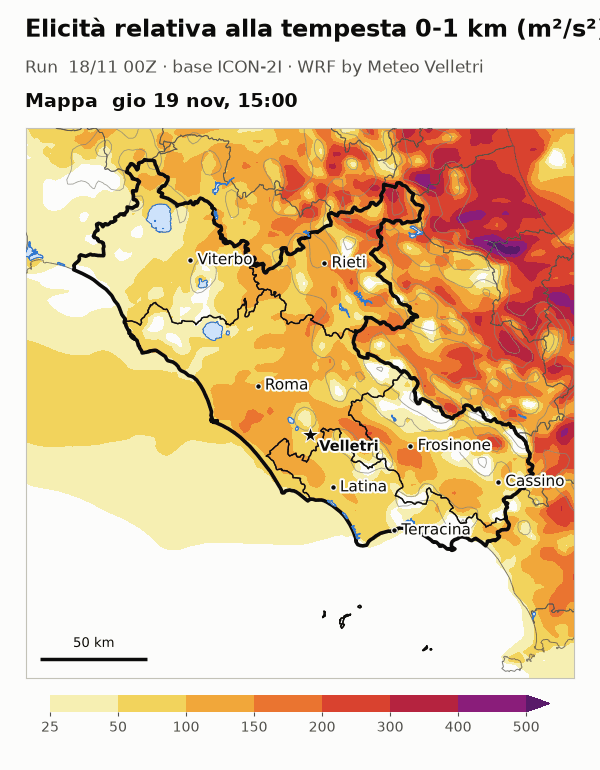 Elicità relativa alla tempesta 0-1 km (m²/s²)
Run 18/11 00Z · base ICON-2I · WRF by Meteo Velletri
Mappa gio 19 nov, 15:00
Viterbo
Rieti
Roma
Velletri
Frosinone
Cassino
Latina
Terracina
50 km
25 50 100 150 200 300 400 500